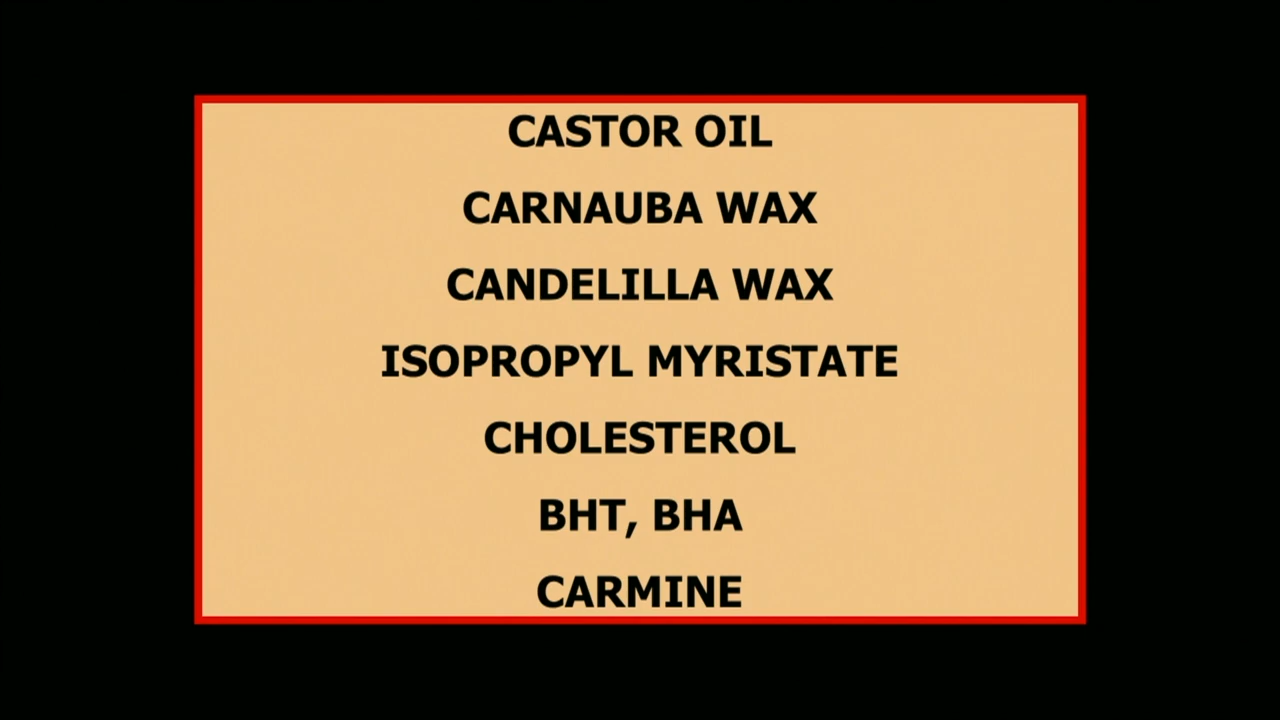 CASTOR OIL
CARNAUBA WAX
CANDELILLA WAX
ISOPROPYL MYRISTATE
CHOLESTEROL
BHT, BHA
CARMINE